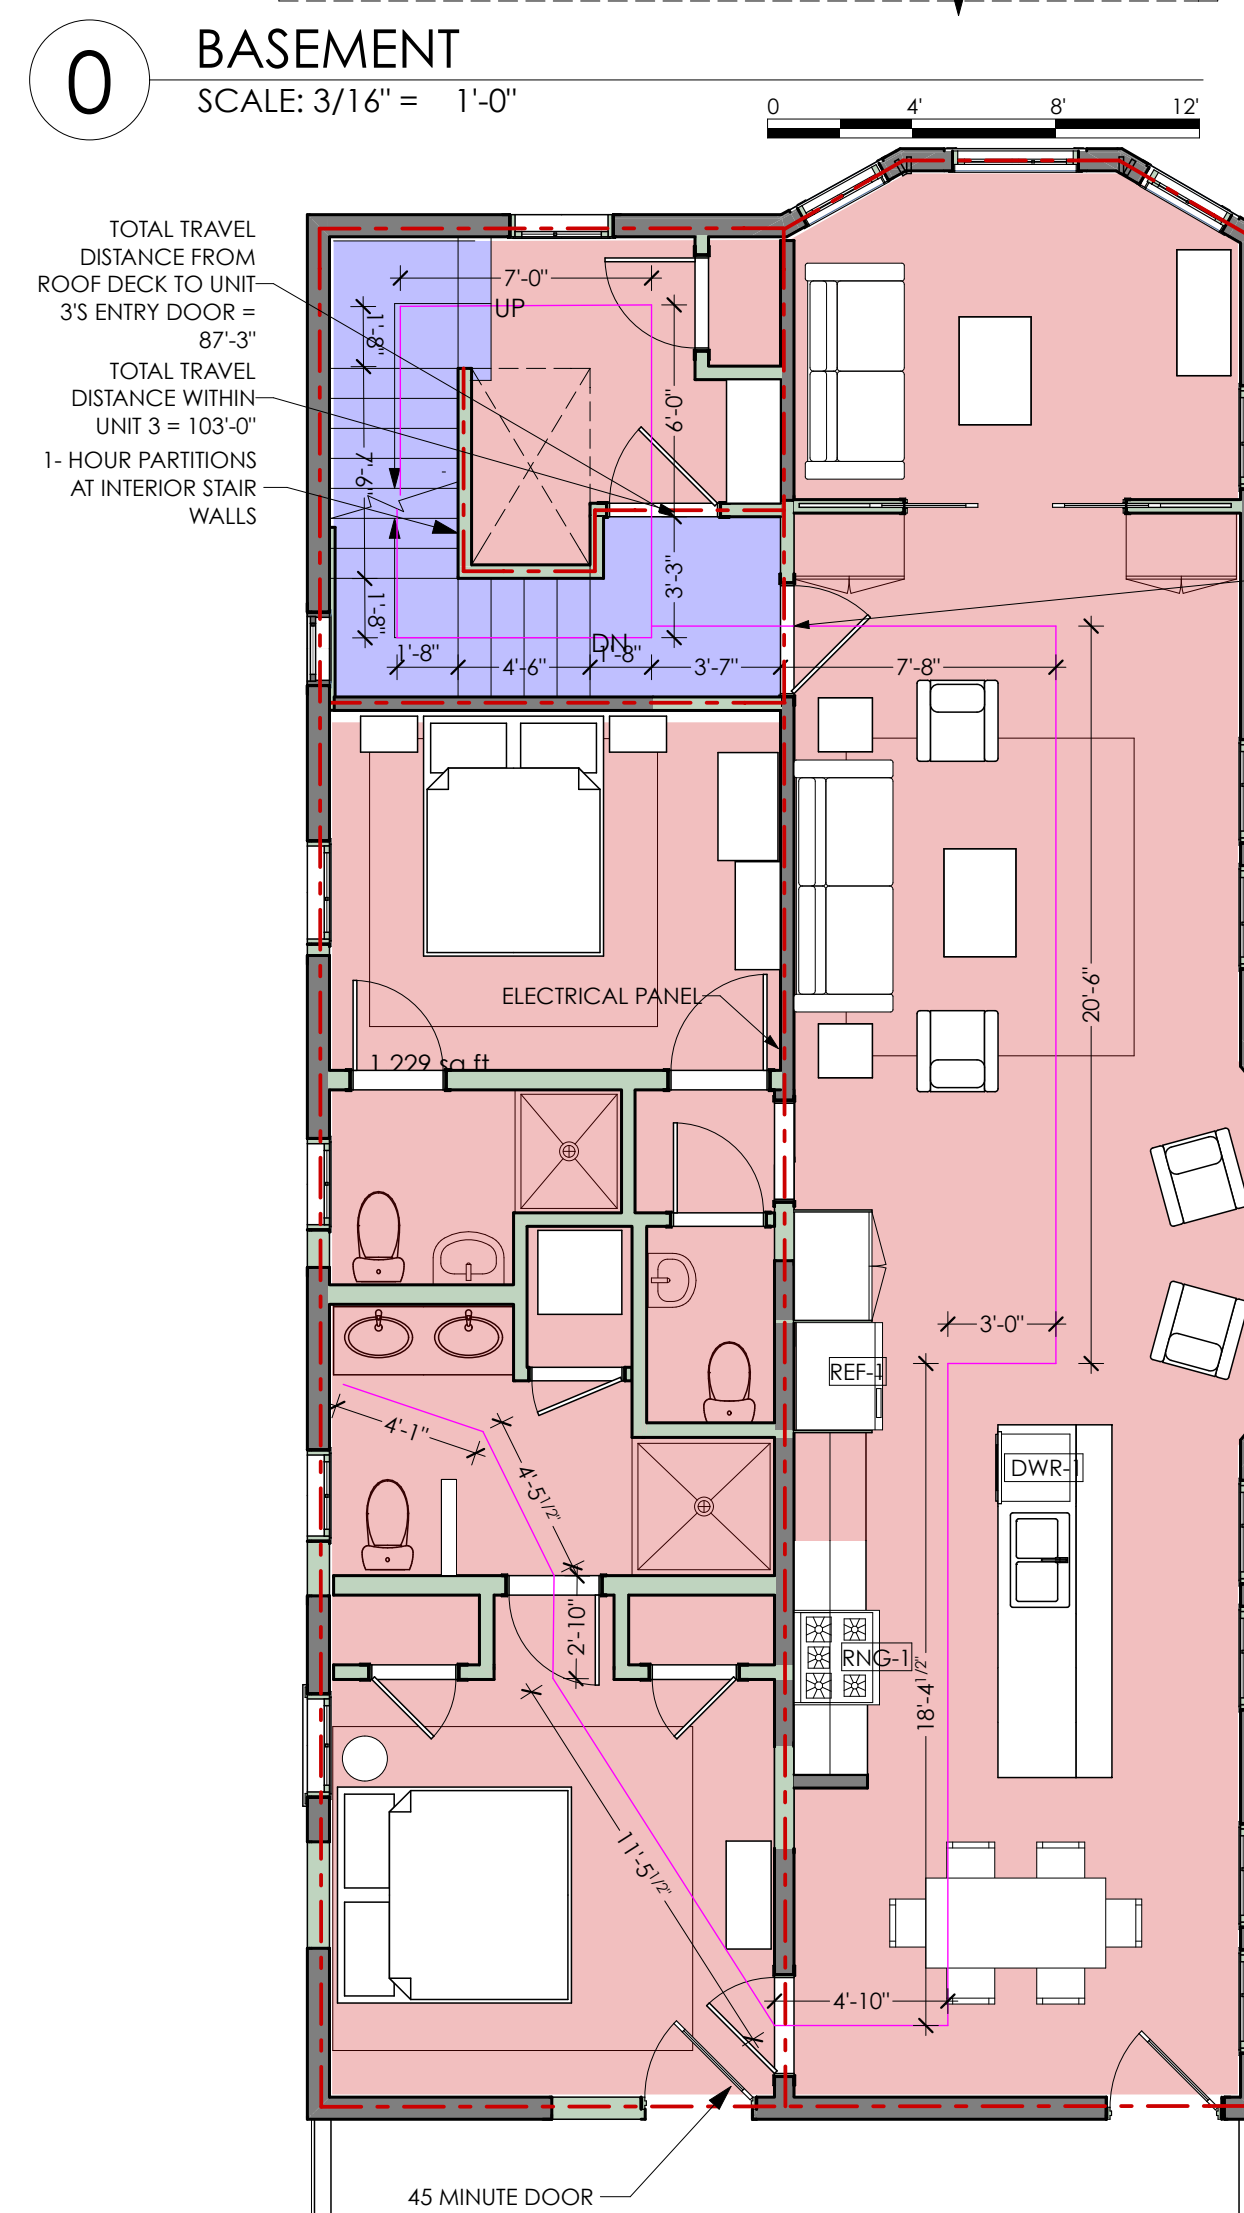 0
BASEMENT
SCALE: 3/16" = 1'-0"
0 4' 8' 12'
TOTAL TRAVEL
DISTANCE FROM
ROOF DECK TO UNIT
3'S ENTRY DOOR =
87'-3"
TOTAL TRAVEL
DISTANCE WITHIN
UNIT 3 = 103'-0"
1- HOUR PARTITIONS
AT INTERIOR STAIR
WALLS
7'-0"
UP
1'-8"
6'-0"
7'-6"
3'-3"
1'-8"
DN
1'-8"
4'-6"
1'-8"
3'-7"
7'-8"
ELECTRICAL PANEL
20'-6"
1,229 sq ft
3'-0"
REF-1
4'-1"
4'-5 1/2"
DWR-1
2'-10"
RNG-1
18'-4 1/2"
11'-5 1/2"
4'-10"
45 MINUTE DOOR